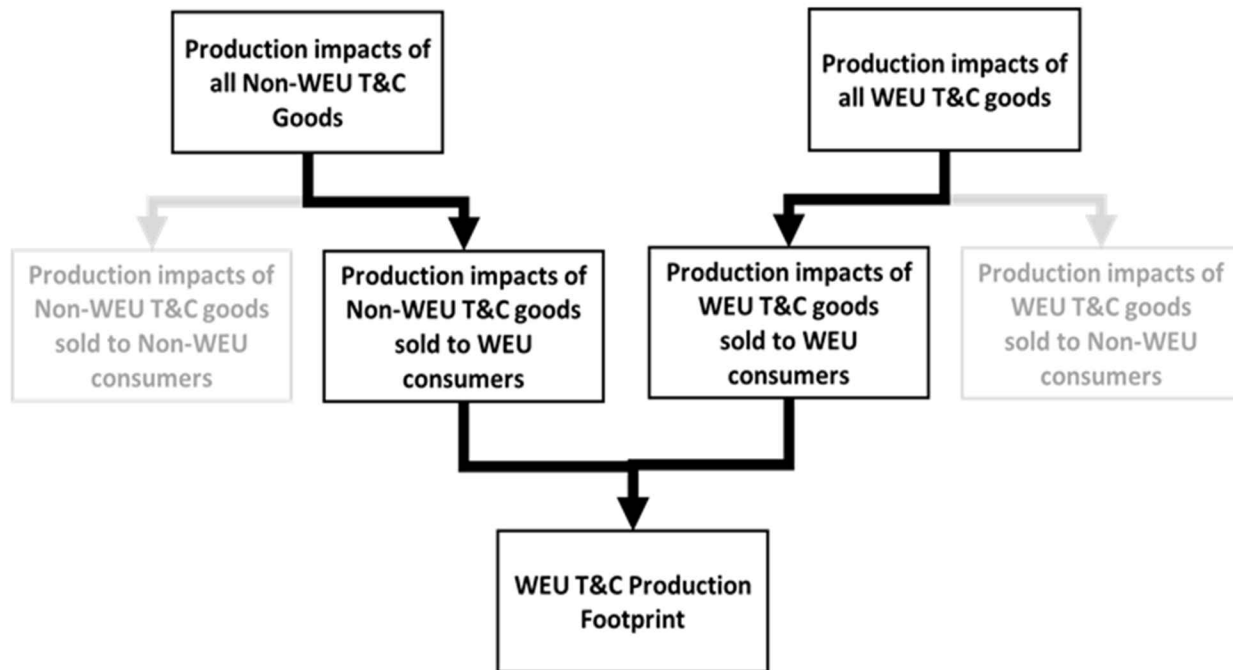 Production impacts of
all Non-WEU T&C
Goods
Production impacts of
all WEU T&C goods
Production impacts of
Non-WEU T&C goods
sold to Non-WEU
consumers
Production impacts of
Non-WEU T&C goods
sold to WEU
consumers
Production impacts of
WEU T&C goods
sold to WEU
consumers
Production impacts of
WEU T&C goods
sold to Non-WEU
consumers
WEU T&C Production
Footprint